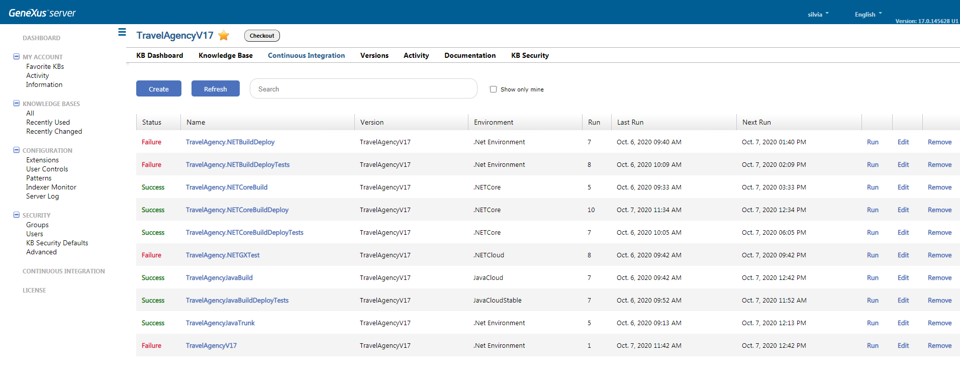 GeneXus server
silvia
English
Version: 17.0.145628 U1
DASHBOARD
MY ACCOUNT
Favorite KBs
Activity
Information
KNOWLEDGE BASES
All
Recently Used
Recently Changed
CONFIGURATION
Extensions
User Controls
Patterns
Indexer Monitor
Server Log
SECURITY
Groups
Users
KB Security Defaults
Advanced
CONTINUOUS INTEGRATION
LICENSE
TravelAgencyV17 Checkout
KB Dashboard Knowledge Base Continuous Integration Versions Activity Documentation KB Security
Create Refresh Search Show only mine
Status Name Version Environment Run Last Run Next Run
Failure TravelAgency.NETBuildDeploy TravelAgencyV17 .Net Environment 7 Oct. 6, 2020 09:40 AM Oct. 7, 2020 01:40 PM Run Edit Remove
Failure TravelAgency.NETBuildDeployTests TravelAgencyV17 .Net Environment 8 Oct. 6, 2020 10:09 AM Oct. 7, 2020 02:09 PM Run Edit Remove
Success TravelAgency.NETCoreBuild TravelAgencyV17 .NETCore 5 Oct. 6, 2020 09:33 AM Oct. 7, 2020 03:33 PM Run Edit Remove
Success TravelAgency.NETCoreBuildDeploy TravelAgencyV17 .NETCore 10 Oct. 7, 2020 11:34 AM Oct. 7, 2020 12:34 PM Run Edit Remove
Success TravelAgency.NETCoreBuildDeployTests TravelAgencyV17 .NETCore 7 Oct. 6, 2020 10:05 AM Oct. 7, 2020 06:05 PM Run Edit Remove
Failure TravelAgency.NETGXTest TravelAgencyV17 .NETCloud 8 Oct. 6, 2020 09:42 AM Oct. 7, 2020 09:42 PM Run Edit Remove
Success TravelAgencyJavaBuild TravelAgencyV17 JavaCloud 7 Oct. 6, 2020 09:42 AM Oct. 7, 2020 12:42 PM Run Edit Remove
Success TravelAgencyJavaBuildDeployTests TravelAgencyV17 JavaCloudStable 7 Oct. 6, 2020 09:52 AM Oct. 7, 2020 11:52 AM Run Edit Remove
Success TravelAgencyJavaTrunk TravelAgencyV17 .Net Environment 5 Oct. 6, 2020 09:13 AM Oct. 7, 2020 12:13 PM Run Edit Remove
Failure TravelAgencyV17 TravelAgencyV17 .Net Environment 1 Oct. 7, 2020 11:42 AM Oct. 7, 2020 12:42 PM Run Edit Remove